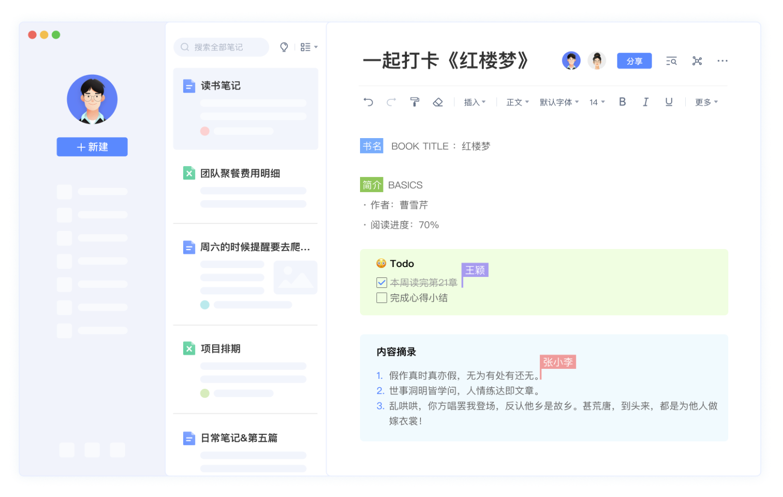 + 新建
搜索全部笔记
读书笔记
团队聚餐费用明细
周六的时候提醒要去爬...
项目排期
日常笔记&第五篇
一起打卡《红楼梦》
分享
插入
正文
默认字体
14
B
I
U
更多
书名 BOOK TITLE ： 红楼梦
简介 BASICS
· 作者：曹雪芹
· 阅读进度：70%
Todo
王颖
本周读完第21章
完成心得小结
内容摘录
张小李
1. 假作真时真亦假，无为有处有还无。
2. 世事洞明皆学问，人情练达即文章。
3. 乱哄哄，你方唱罢我登场，反认他乡是故乡。甚荒唐，到头来，都是为他人做
嫁衣裳！